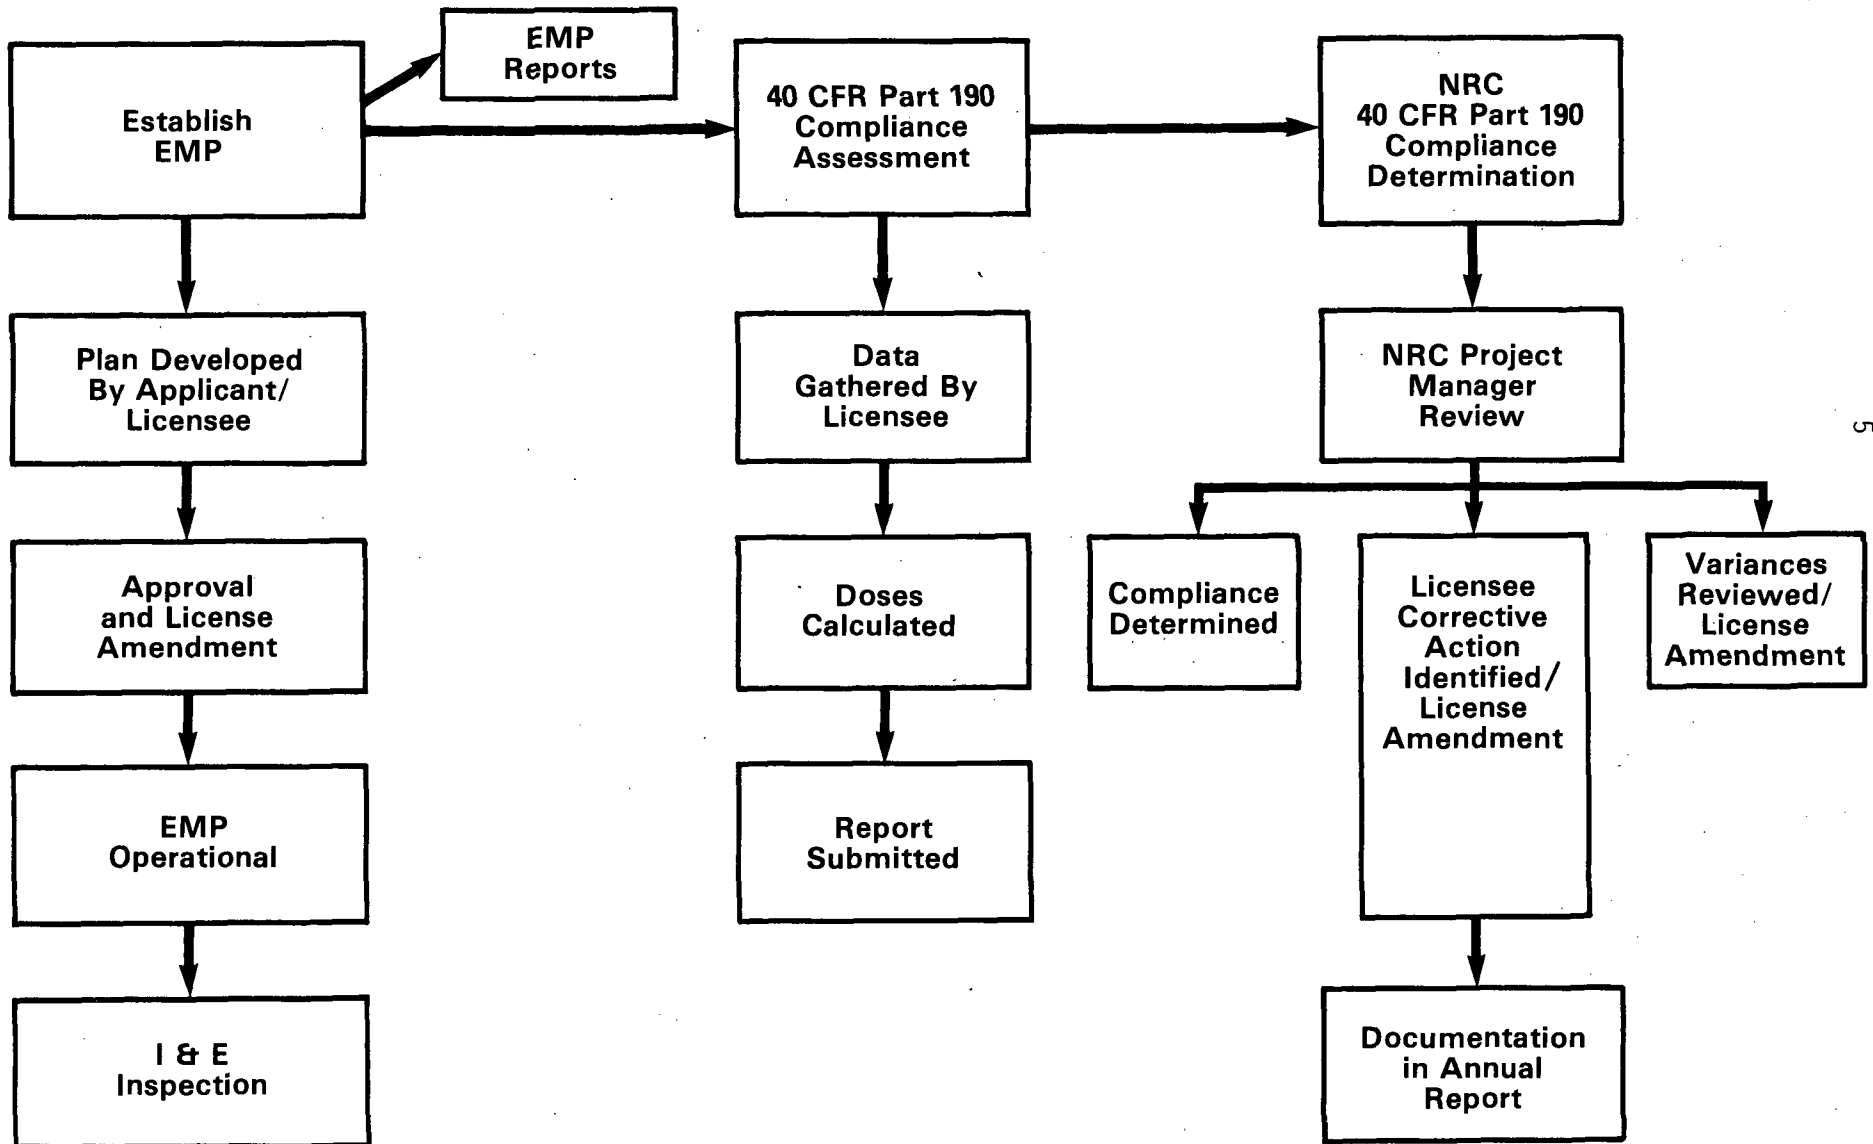 Establish
EMP
EMP
Reports
40 CFR Part 190
Compliance
Assessment
NRC
40 CFR Part 190
Compliance
Determination
Plan Developed
By Applicant/
Licensee
Data
Gathered By
Licensee
NRC Project
Manager
Review
5
Approval
and License
Amendment
Doses
Calculated
Compliance
Determined
Licensee
Corrective
Action
Identified/
License
Amendment
Variances
Reviewed/
License
Amendment
EMP
Operational
Report
Submitted
I & E
Inspection
Documentation
in Annual
Report